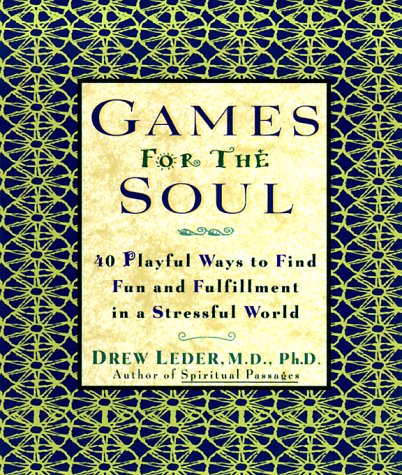 GAMES
FOR THE
SOUL
40 Playful Ways to Find
Fun and Fulfillment
in a Stressful World
DREW LEDER, M.D., PH.D.
Author of Spiritual Passages